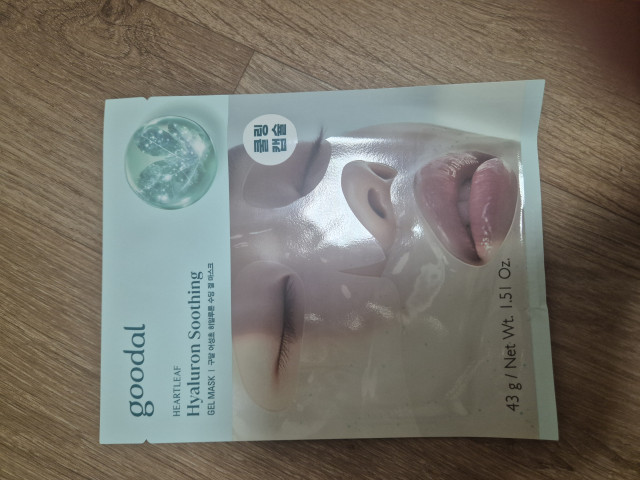 goodal
HEARTLEAF
Hyaluron Soothing
GEL MASK | 구달 어성초 히알루론 수딩 겔 마스크
쿨링
캡슐
43 g / Net Wt. 1.51 Oz.